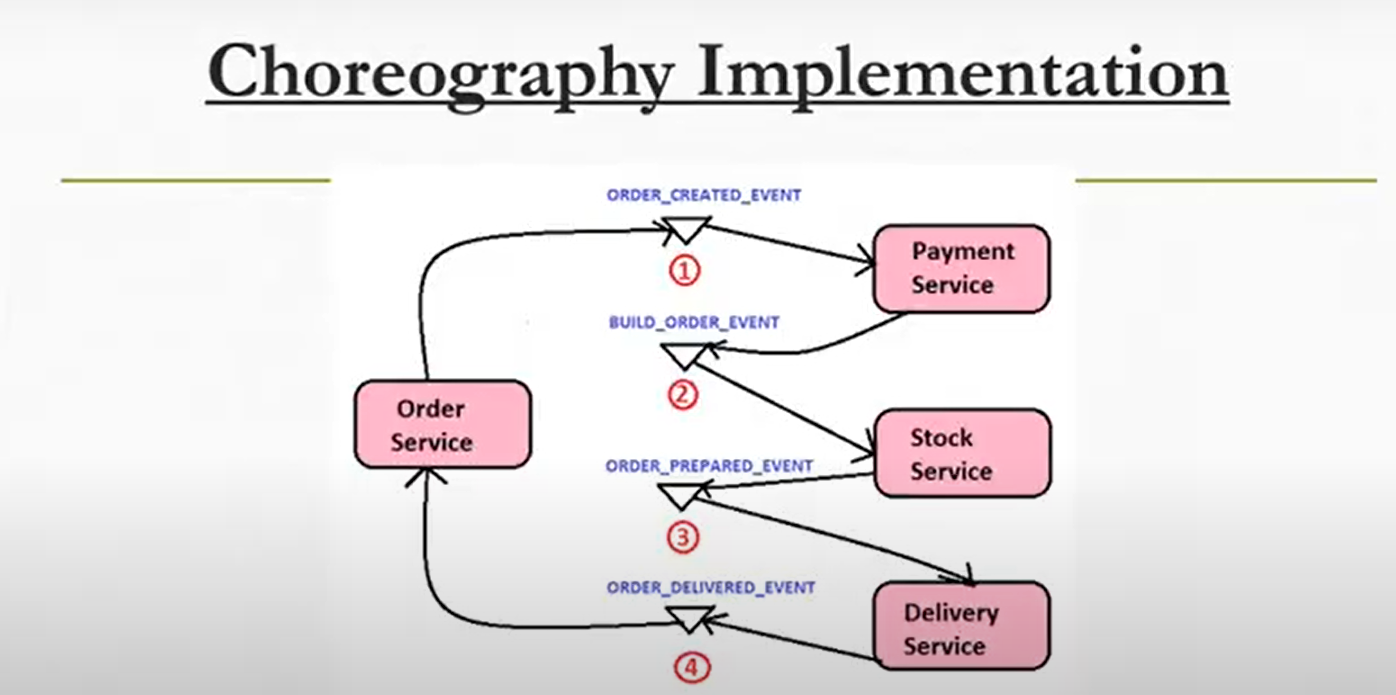 Choreography Implementation
ORDER_CREATED_EVENT
1
Payment
Service
BUILD_ORDER_EVENT
2
Order
Service
Stock
Service
ORDER_PREPARED_EVENT
3
ORDER_DELIVERED_EVENT
4
Delivery
Service